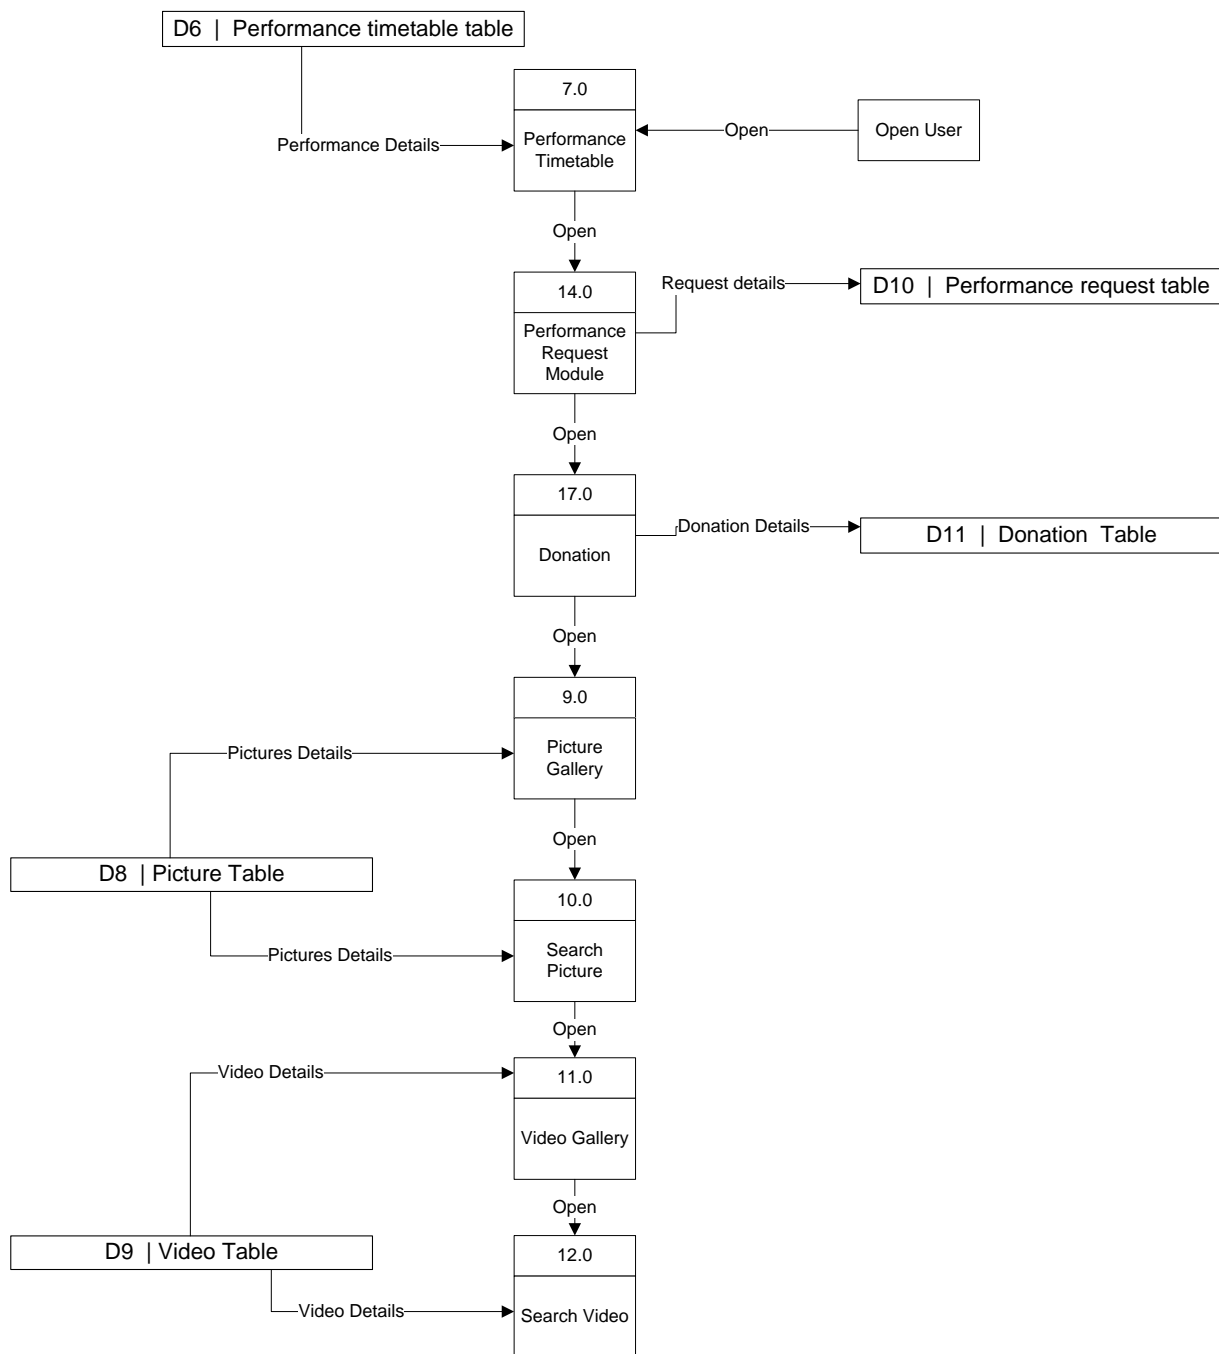 D6 | Performance timetable table
7.0
Performance Details
Performance
Timetable
Open
Open User
Open
14.0
Request details
D10 | Performance request table
Performance
Request
Module
Open
17.0
Donation Details
D11 | Donation Table
Donation
Open
9.0
Pictures Details
Picture
Gallery
Open
D8 | Picture Table
10.0
Pictures Details
Search
Picture
Open
Video Details
11.0
Video Gallery
Open
D9 | Video Table
12.0
Video Details
Search Video